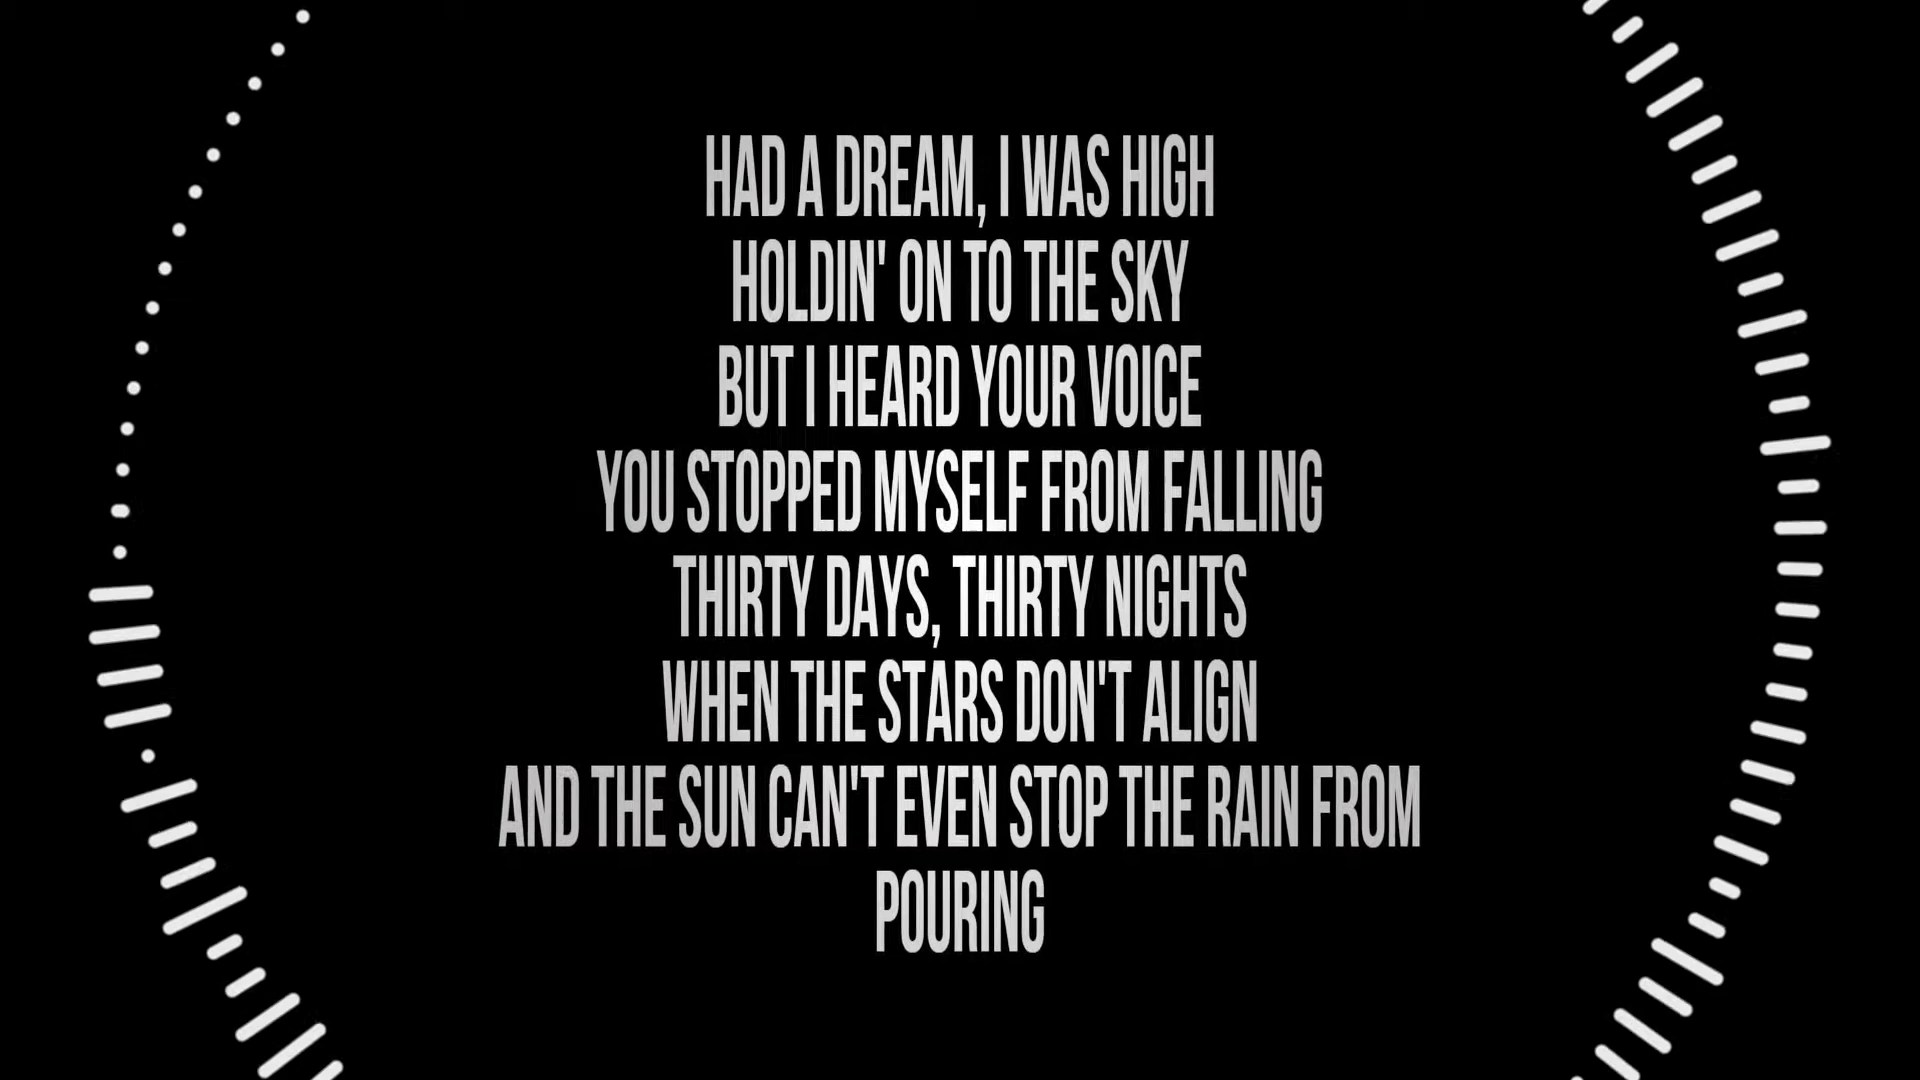 HAD A DREAM, I WAS HIGH
HOLDIN' ON TO THE SKY
BUT I HEARD YOUR VOICE
YOU STOPPED MYSELF FROM FALLING
THIRTY DAYS, THIRTY NIGHTS
WHEN THE STARS DON'T ALIGN
AND THE SUN CAN'T EVEN STOP THE RAIN FROM
POURING